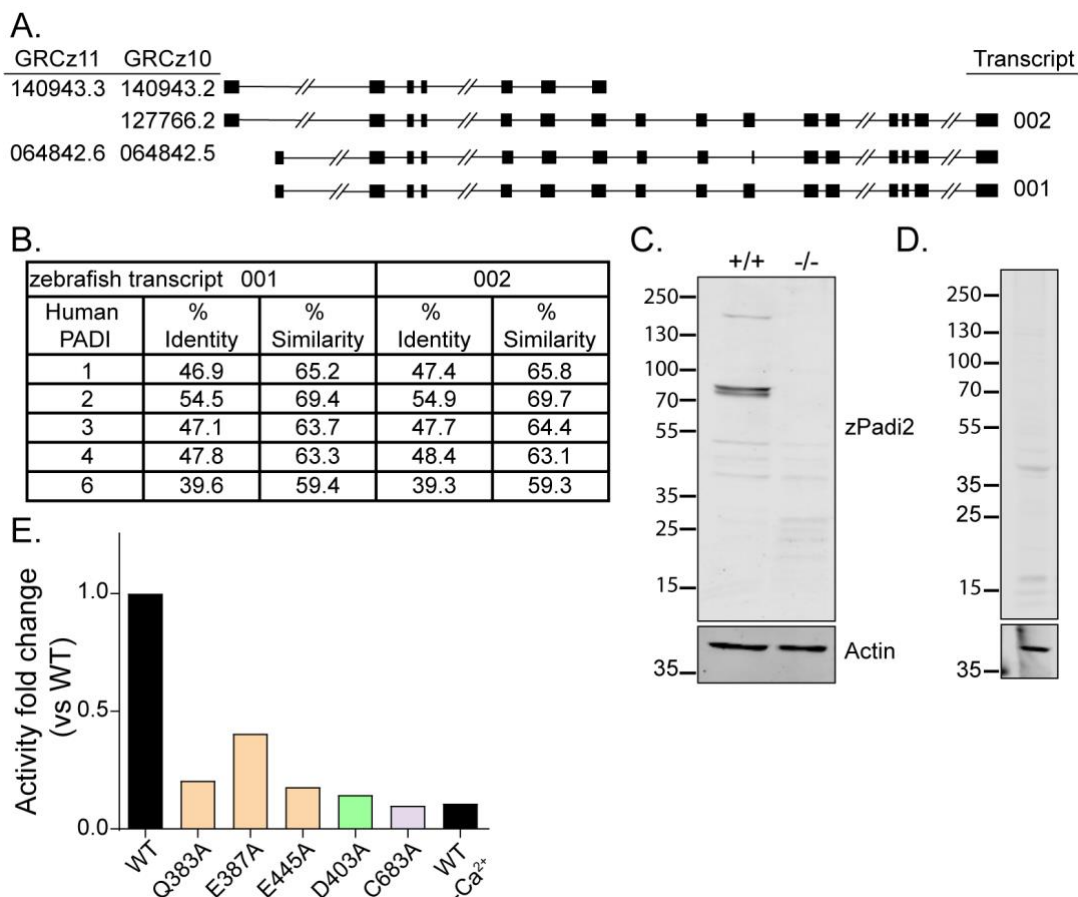 A.
GRCz11 GRCz10 Transcript
140943.3 140943.2
127766.2 002
064842.6 064842.5
001
B.
zebrafish transcript 001 002
Human PADI % Identity % Similarity % Identity % Similarity
1 46.9 65.2 47.4 65.8
2 54.5 69.4 54.9 69.7
3 47.1 63.7 47.7 64.4
4 47.8 63.3 48.4 63.1
6 39.6 59.4 39.3 59.3
C.
+/+ -/-
250
130
100
70
55
35
25
15
zPadi2
35
Actin
D.
250
130
100
70
55
35
25
15
35
E.
Activity fold change
(vs WT)
1.0
0.5
0.0
WT
Q383A
E387A
E445A
D403A
C683A
WT
-Ca²⁺